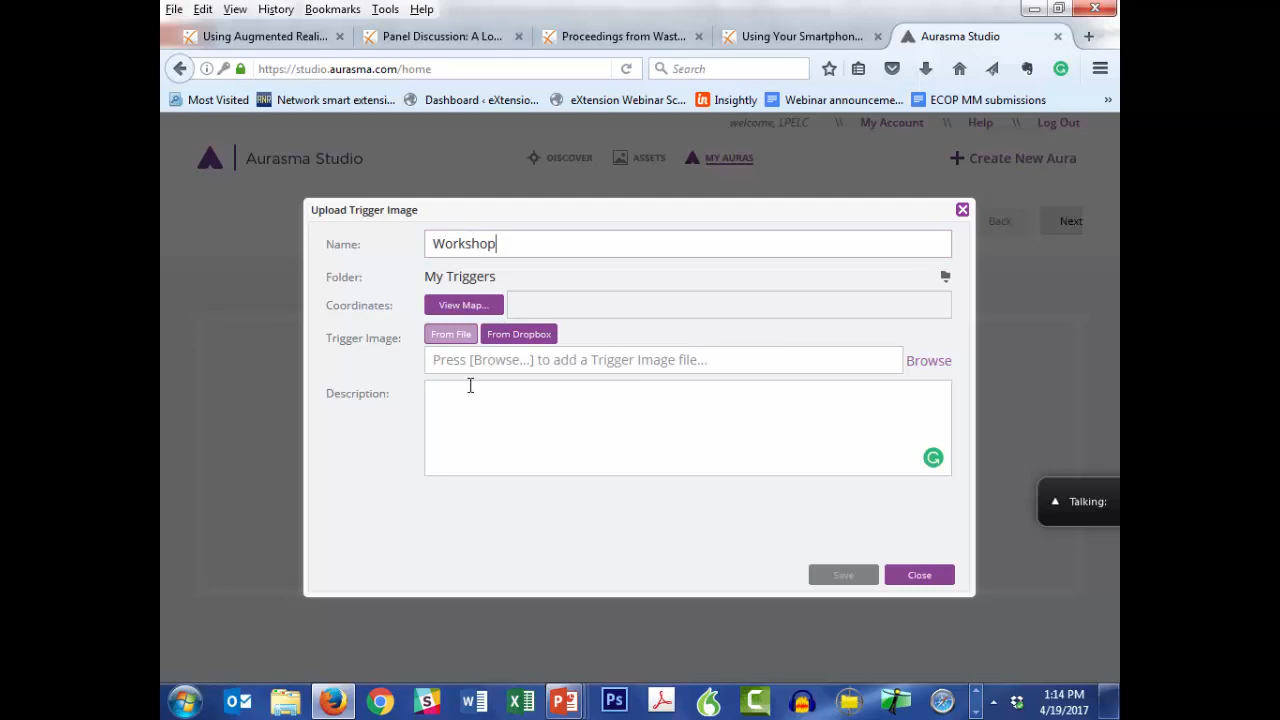 File Edit View History Bookmarks Tools Help
Using Augmented Reali... Panel Discussion: A Lo... Proceedings from Wast... Using Your Smartphon... Aurasma Studio
https://studio.aurasma.com/home Search
Most Visited Network smart extensi... Dashboard ‹ eXtensio... eXtension Webinar Sc... Insightly Webinar announceme... ECOP MM submissions »
welcome, LPELC \\ My Account \\ Help \\ Log Out
Aurasma Studio DISCOVER ASSETS MY AURAS Create New Aura
Back Next
Upload Trigger Image
Name: Workshop
Folder: My Triggers
Coordinates: View Map...
Trigger Image: From File From Dropbox
Press [Browse...] to add a Trigger Image file... Browse
Description:
Talking:
Save Close
1:14 PM
4/19/2017